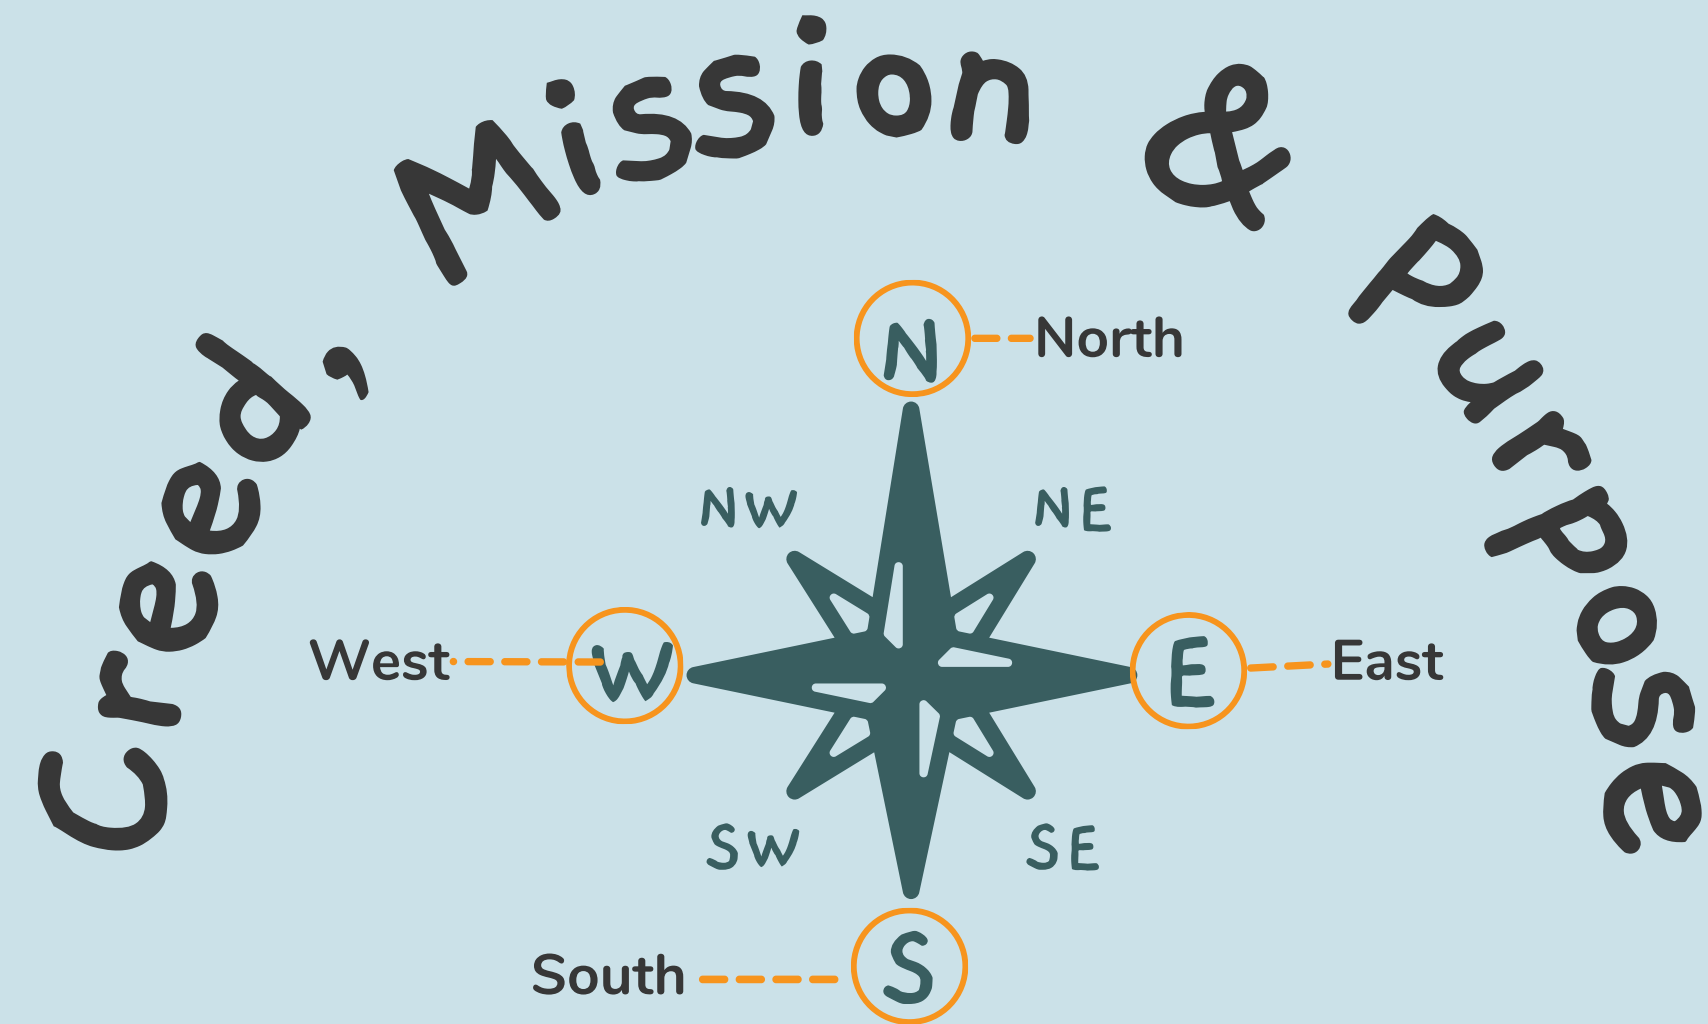 Creed, Mission & Purpose
N North
NW NE
West W E East
SW SE
South S